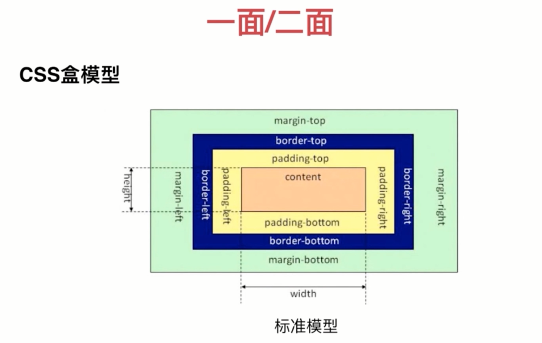 一面/二面
CSS盒模型
margin-top
border-top
padding-top
content
height
margin-left
border-left
padding-left
padding-right
border-right
margin-right
padding-bottom
border-bottom
margin-bottom
width
标准模型